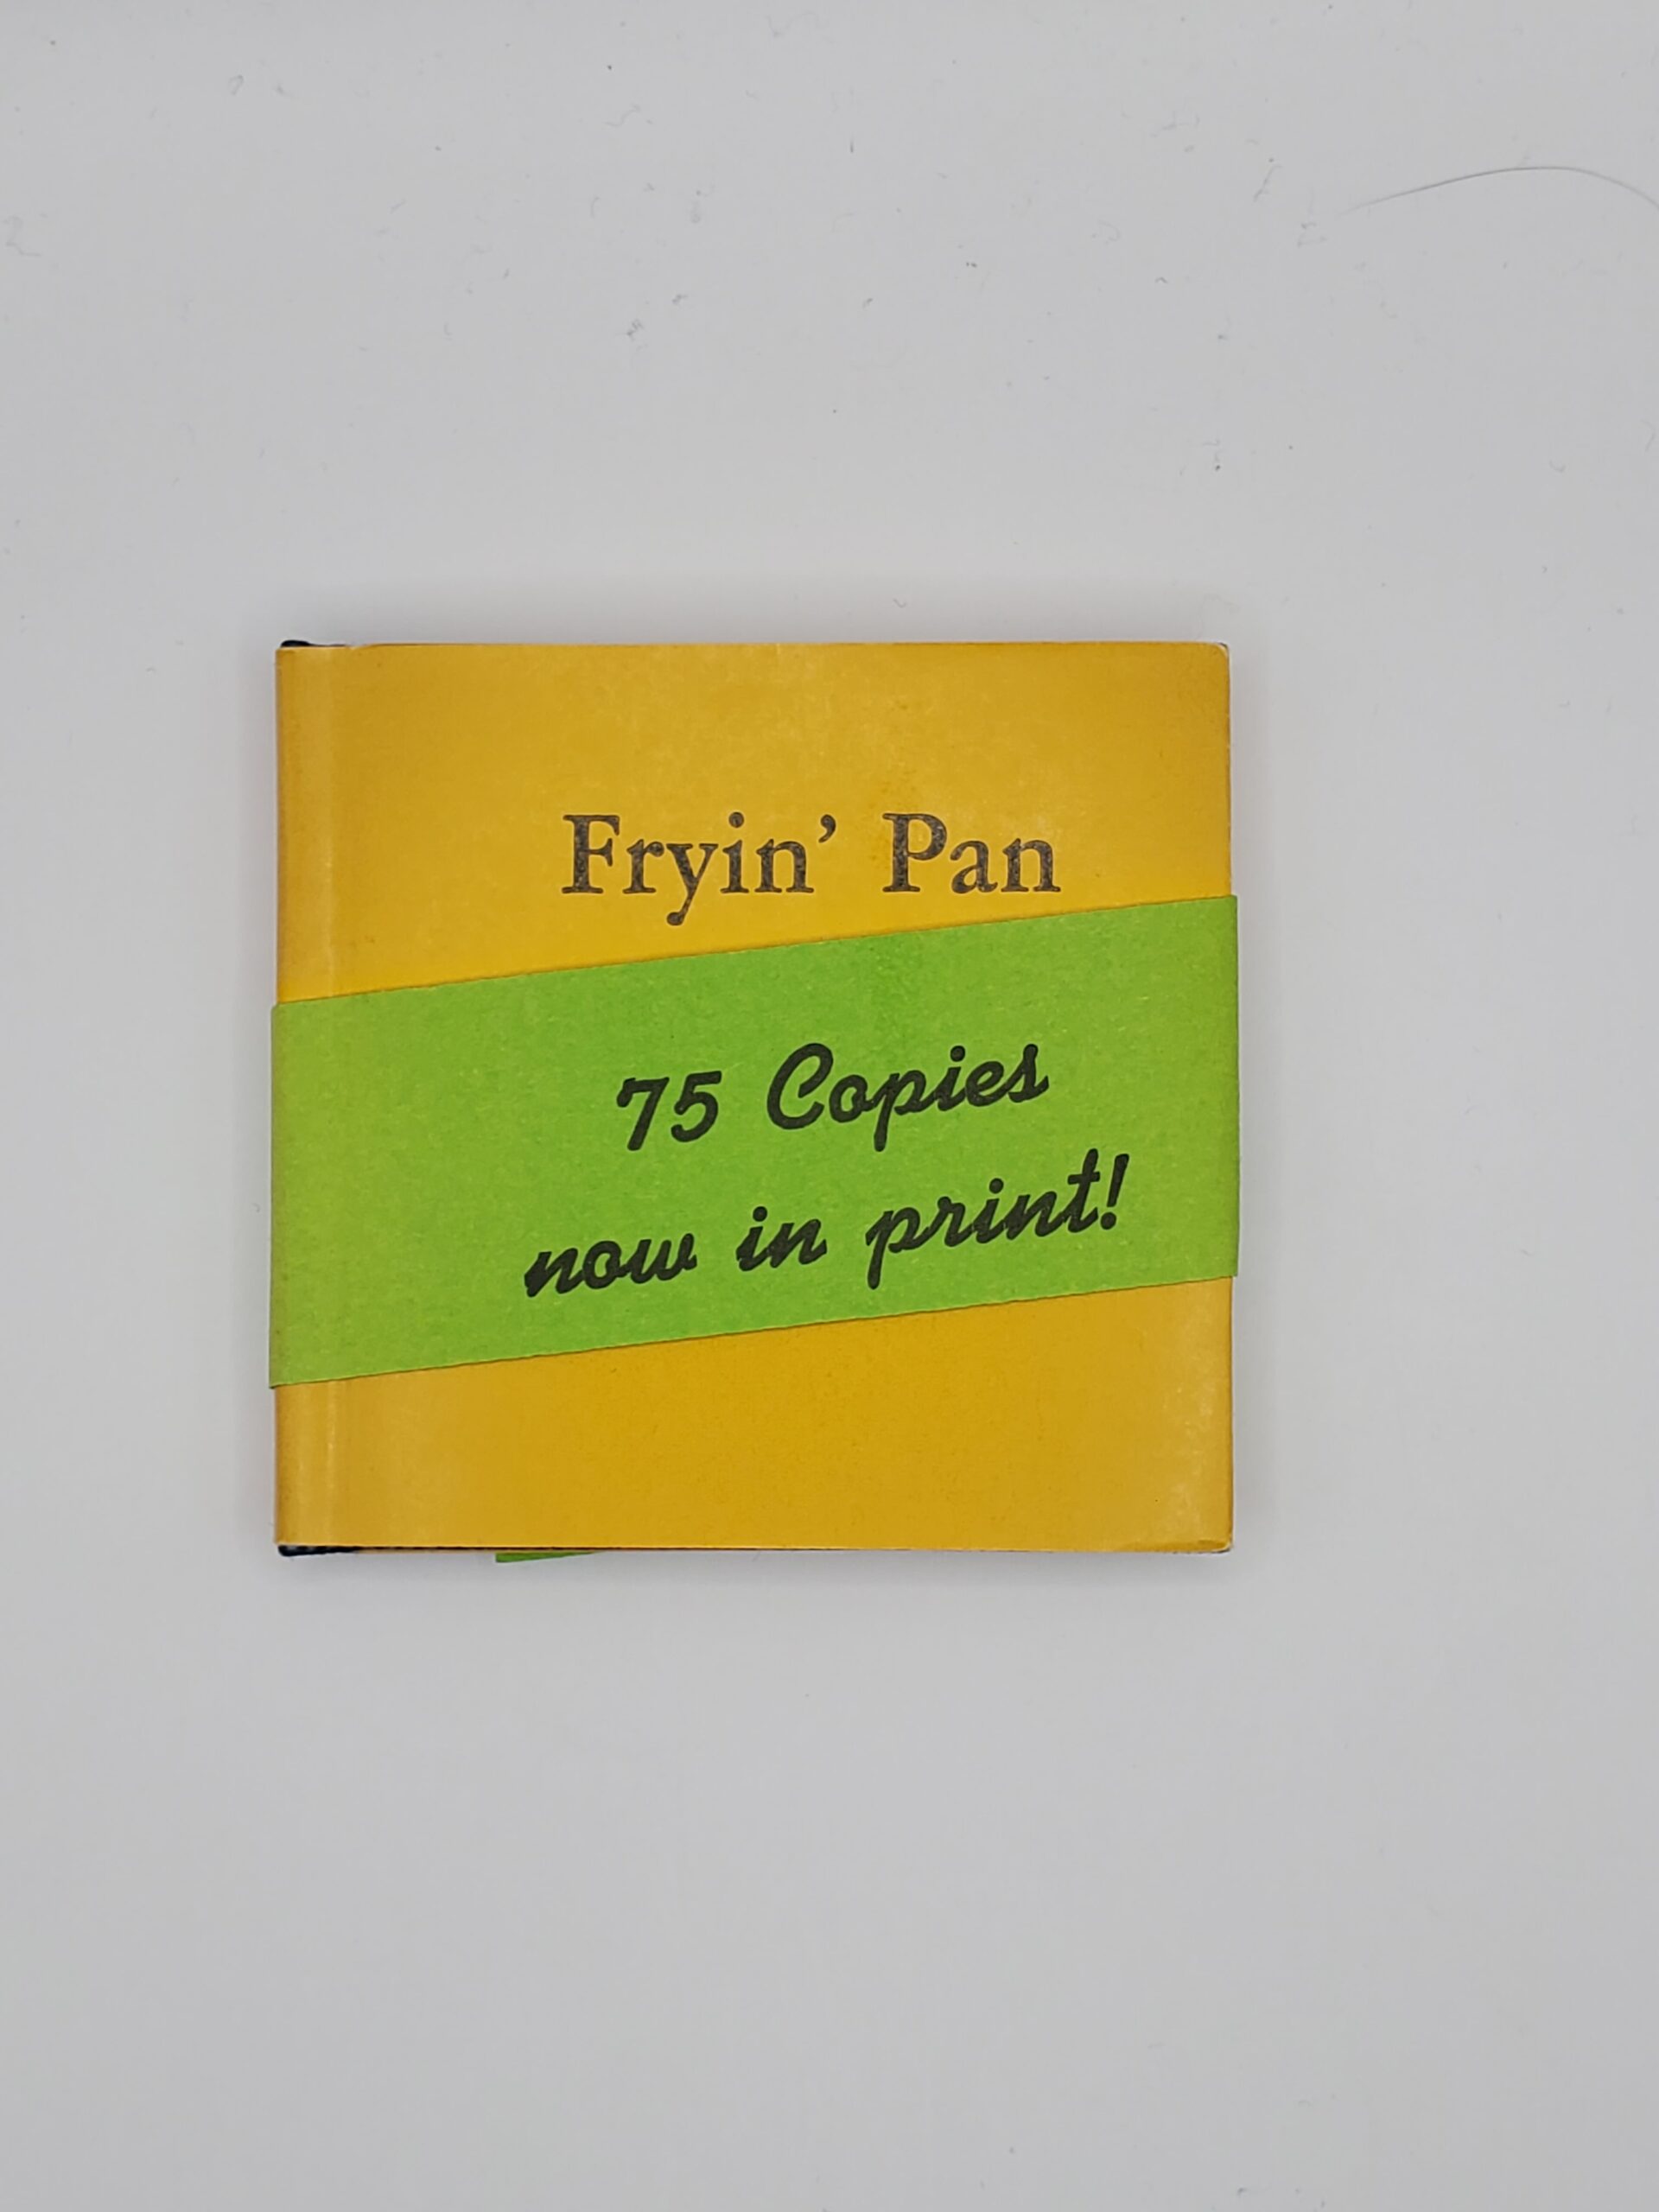 Fryin’ Pan
75 Copies
now in print!